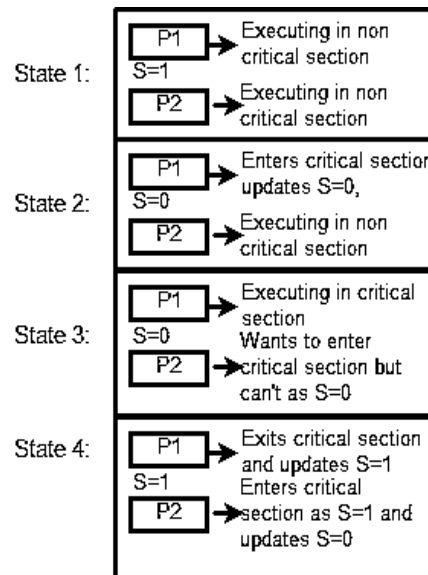 P1
Executing in non
critical section
State 1:
S=1
P2
Executing in non
critical section
P1
Enters critical section
updates S=0,
State 2:
S=0
P2
Executing in non
critical section
P1
Executing in critical
section
State 3:
S=0
Wants to enter
P2
critical section but
can't as S=0
State 4:
P1
Exits critical section
and updates S=1
S=1
Enters critical
P2
section as S=1 and
updates S=0